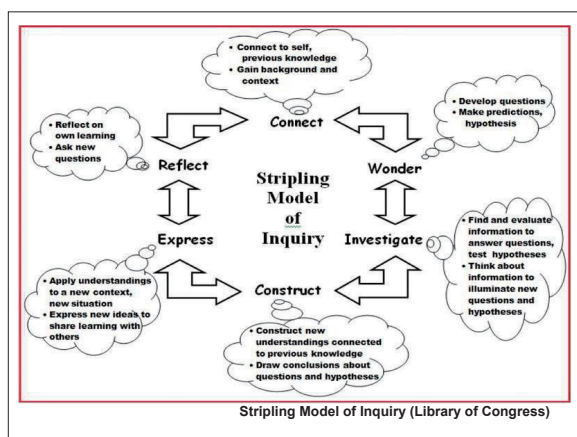 • Connect to self,
previous knowledge
• Gain background and
context
Connect
• Develop questions
• Make predictions,
hypothesis
Wonder
• Reflect on
own learning
• Ask new
questions
Reflect
Stripling
Model
of
Inquiry
Express
Investigate
• Find and evaluate
information to
answer questions,
test hypotheses
• Think about
information to
illuminate new
questions and
hypotheses
• Apply understandings
to a new context,
new situation
• Express new ideas to
share learning with
others
Construct
• Construct new
understandings connected
to previous knowledge
• Draw conclusions about
questions and hypotheses
Stripling Model of Inquiry (Library of Congress)